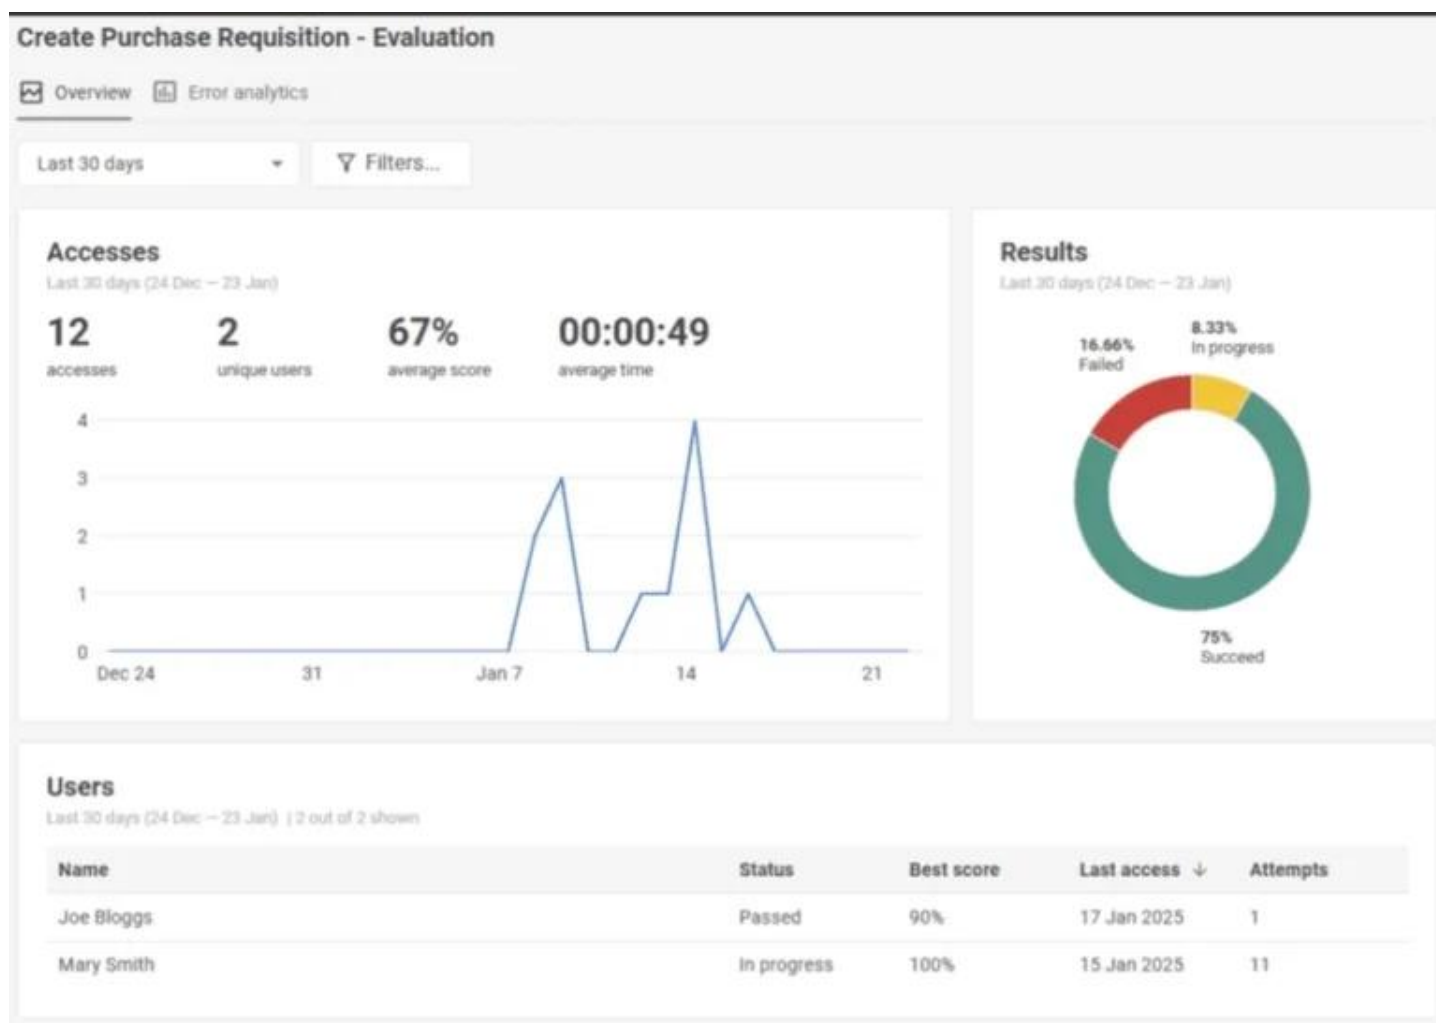 Create Purchase Requisition - Evaluation
Overview Error analytics
Last 30 days Filters...
Accesses
Last 30 days (24 Dec — 23 Jan)
12 2 67% 00:00:49
accesses unique users average score average time
4
3
2
1
0
Dec 24 31 Jan 7 14 21
Results
Last 30 days (24 Dec — 23 Jan)
8.33%
In progress
16.66%
Failed
75%
Succeed
Users
Last 30 days (24 Dec — 23 Jan) | 2 out of 2 shown
Name Status Best score Last access ↓ Attempts
Joe Bloggs Passed 90% 17 Jan 2025 1
Mary Smith In progress 100% 15 Jan 2025 11